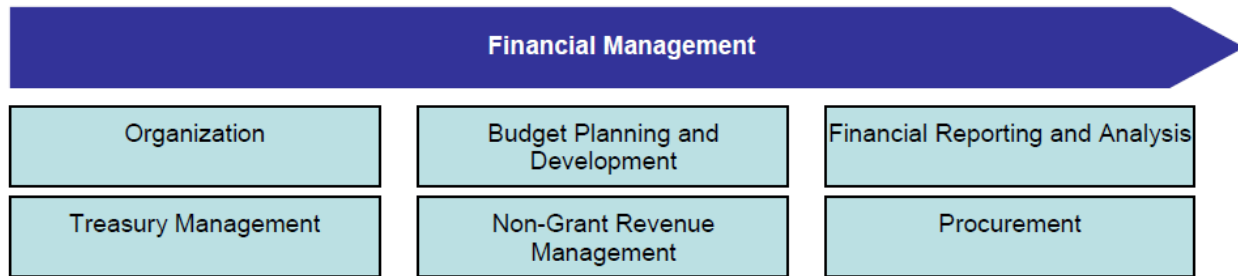 Financial Management
Organization
Budget Planning and
Development
Financial Reporting and Analysis
Treasury Management
Non-Grant Revenue
Management
Procurement